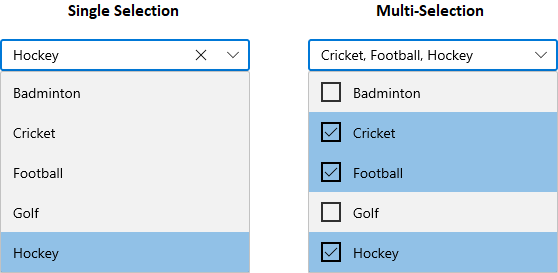 Single Selection
Hockey
Badminton
Cricket
Football
Golf
Hockey
Multi-Selection
Cricket, Football, Hockey
Badminton
Cricket
Football
Golf
Hockey